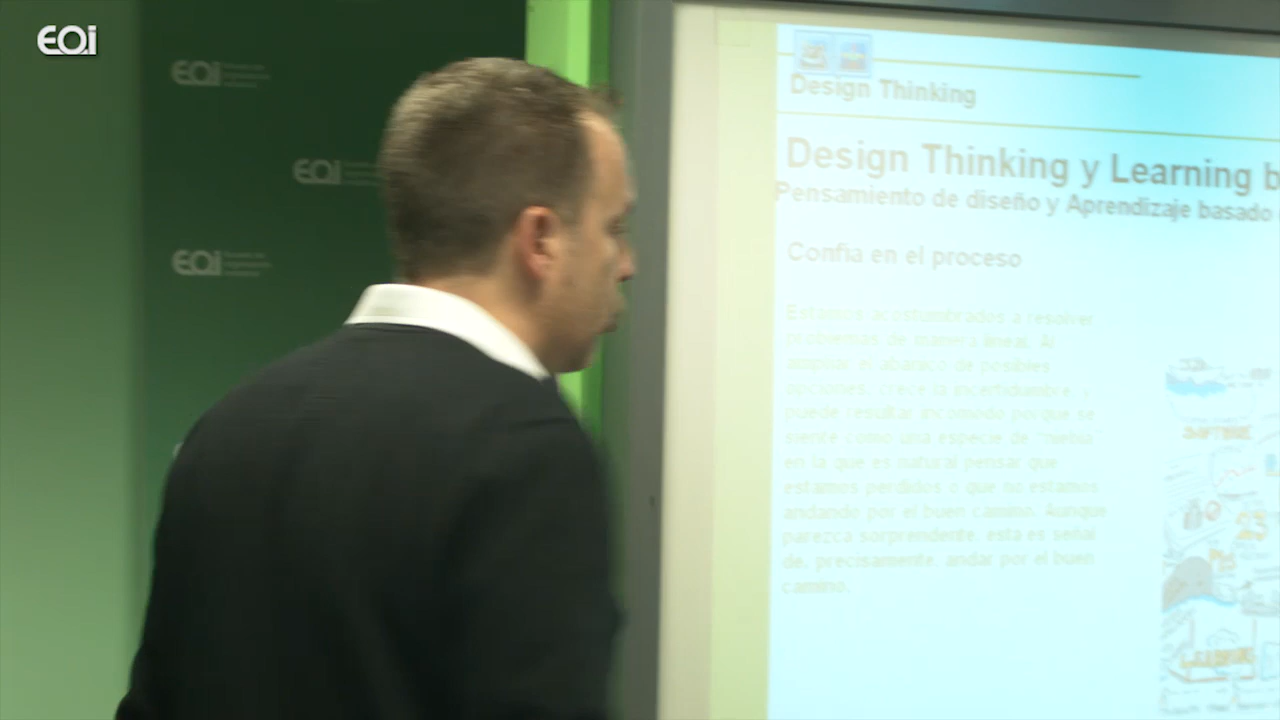 EOI
EOI
EOI
EOI
Design Thinking
Design Thinking y Learning b
Pensamiento de diseño y Aprendizaje basado
Confia en el proceso
Estamos acostumbrados a resolver
problemas de manera lineal. Al
ampliar el abanico de posibles
opciones, crece la incertidumbre, y
puede resultar incomodo porque se
siente como una especie de "niebla"
en la que es natural pensar que
estamos perdidos o que no estamos
andando por el buen camino. Aunque
parezca sorprendente, esta es señal
de, precisamente, andar por el buen
camino.